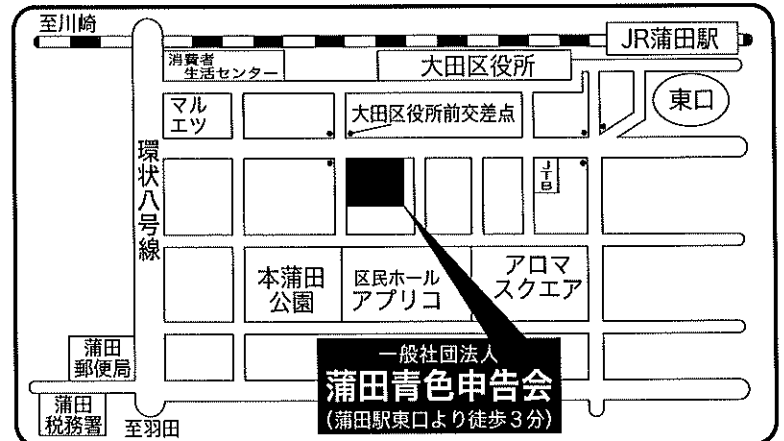 至川崎
JR蒲田駅
消費者
生活センター
大田区役所
マル
エツ
大田区役所前交差点
東口
環状八号線
JTB
本蒲田
公園
区民ホール
アプリコ
アロマ
スクエア
蒲田
郵便局
一般社団法人
蒲田青色申告会
(蒲田駅東口より徒歩3分)
蒲田
税務署
至羽田